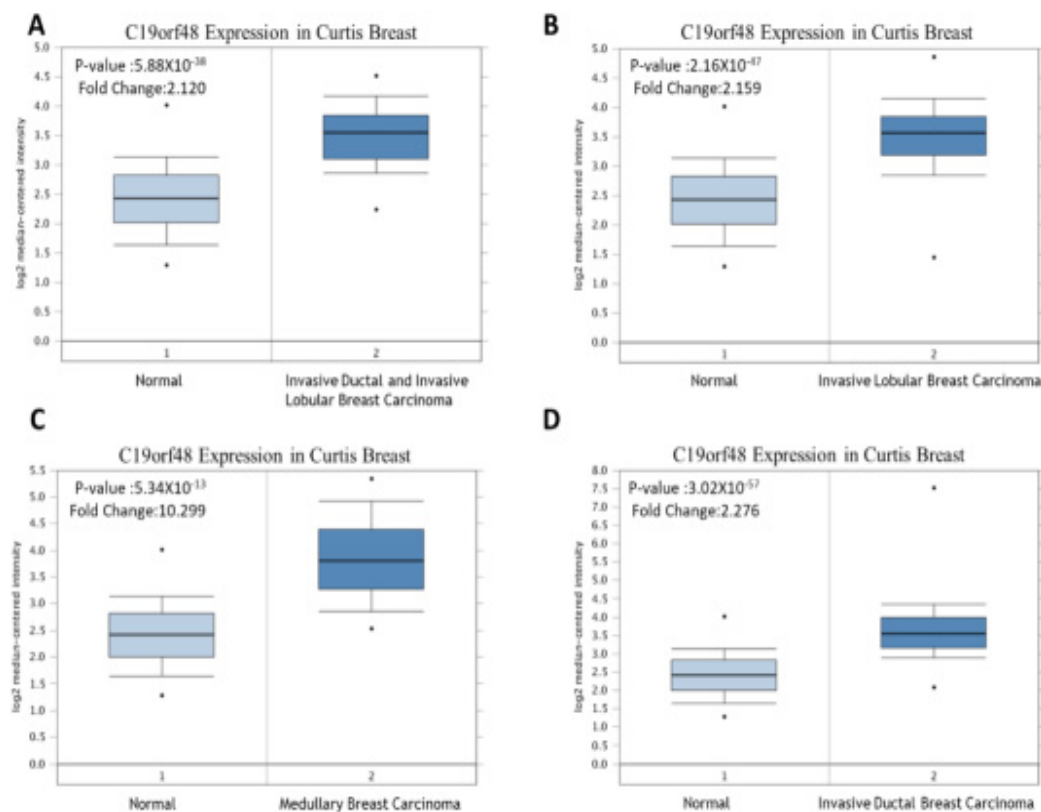 A
C19orf48 Expression in Curtis Breast
P-value :5.88X10⁻³⁸
Fold Change:2.120
log2 median-centered intensity
5.0
4.5
4.0
3.5
3.0
2.5
2.0
1.5
1.0
0.5
0.0
1
2
Normal
Invasive Ductal and Invasive
Lobular Breast Carcinoma
B
C19orf48 Expression in Curtis Breast
P-value :2.16X10⁻⁴⁷
Fold Change:2.159
log2 median-centered intensity
5.0
4.5
4.0
3.5
3.0
2.5
2.0
1.5
1.0
0.5
0.0
1
2
Normal
Invasive Lobular Breast Carcinoma
C
C19orf48 Expression in Curtis Breast
P-value :5.34X10⁻¹³
Fold Change:10.299
log2 median-centered intensity
5.5
5.0
4.5
4.0
3.5
3.0
2.5
2.0
1.5
1.0
0.5
0.0
1
2
Normal
Medullary Breast Carcinoma
D
C19orf48 Expression in Curtis Breast
P-value :3.02X10⁻⁵⁷
Fold Change:2.276
log2 median-centered intensity
8.0
7.5
7.0
6.5
6.0
5.5
5.0
4.5
4.0
3.5
3.0
2.5
2.0
1.5
1.0
0.5
0.0
1
2
Normal
Invasive Ductal Breast Carcinoma